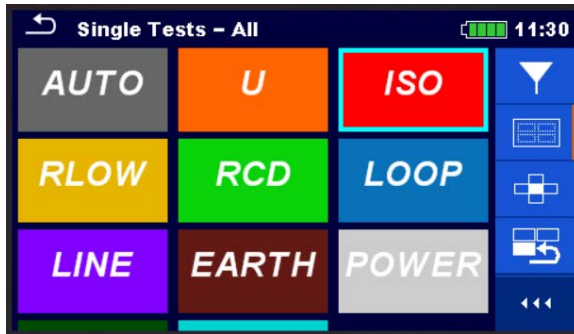 Single Tests – All 11:30
AUTO U ISO
RLOW RCD LOOP
LINE EARTH POWER